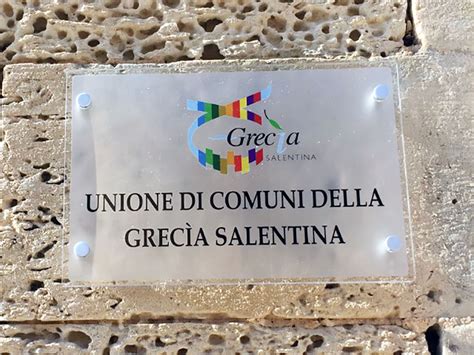 Grecìa
SALENTINA
UNIONE DI COMUNI DELLA
GRECÌA SALENTINA